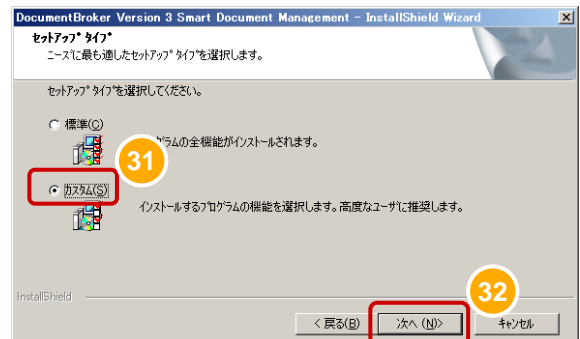 DocumentBroker Version 3 Smart Document Management - InstallShield Wizard
セットアップ タイプ
ニーズに最も適したセットアップ タイプを選択します。
セットアップ タイプを選択してください。
標準(C)
プログラムの全機能がインストールされます。
31
カスタム(S)
インストールするプログラムの機能を選択します。高度なユーザに推奨します。
32
InstallShield
< 戻る(B)
次へ (N)>
キャンセル